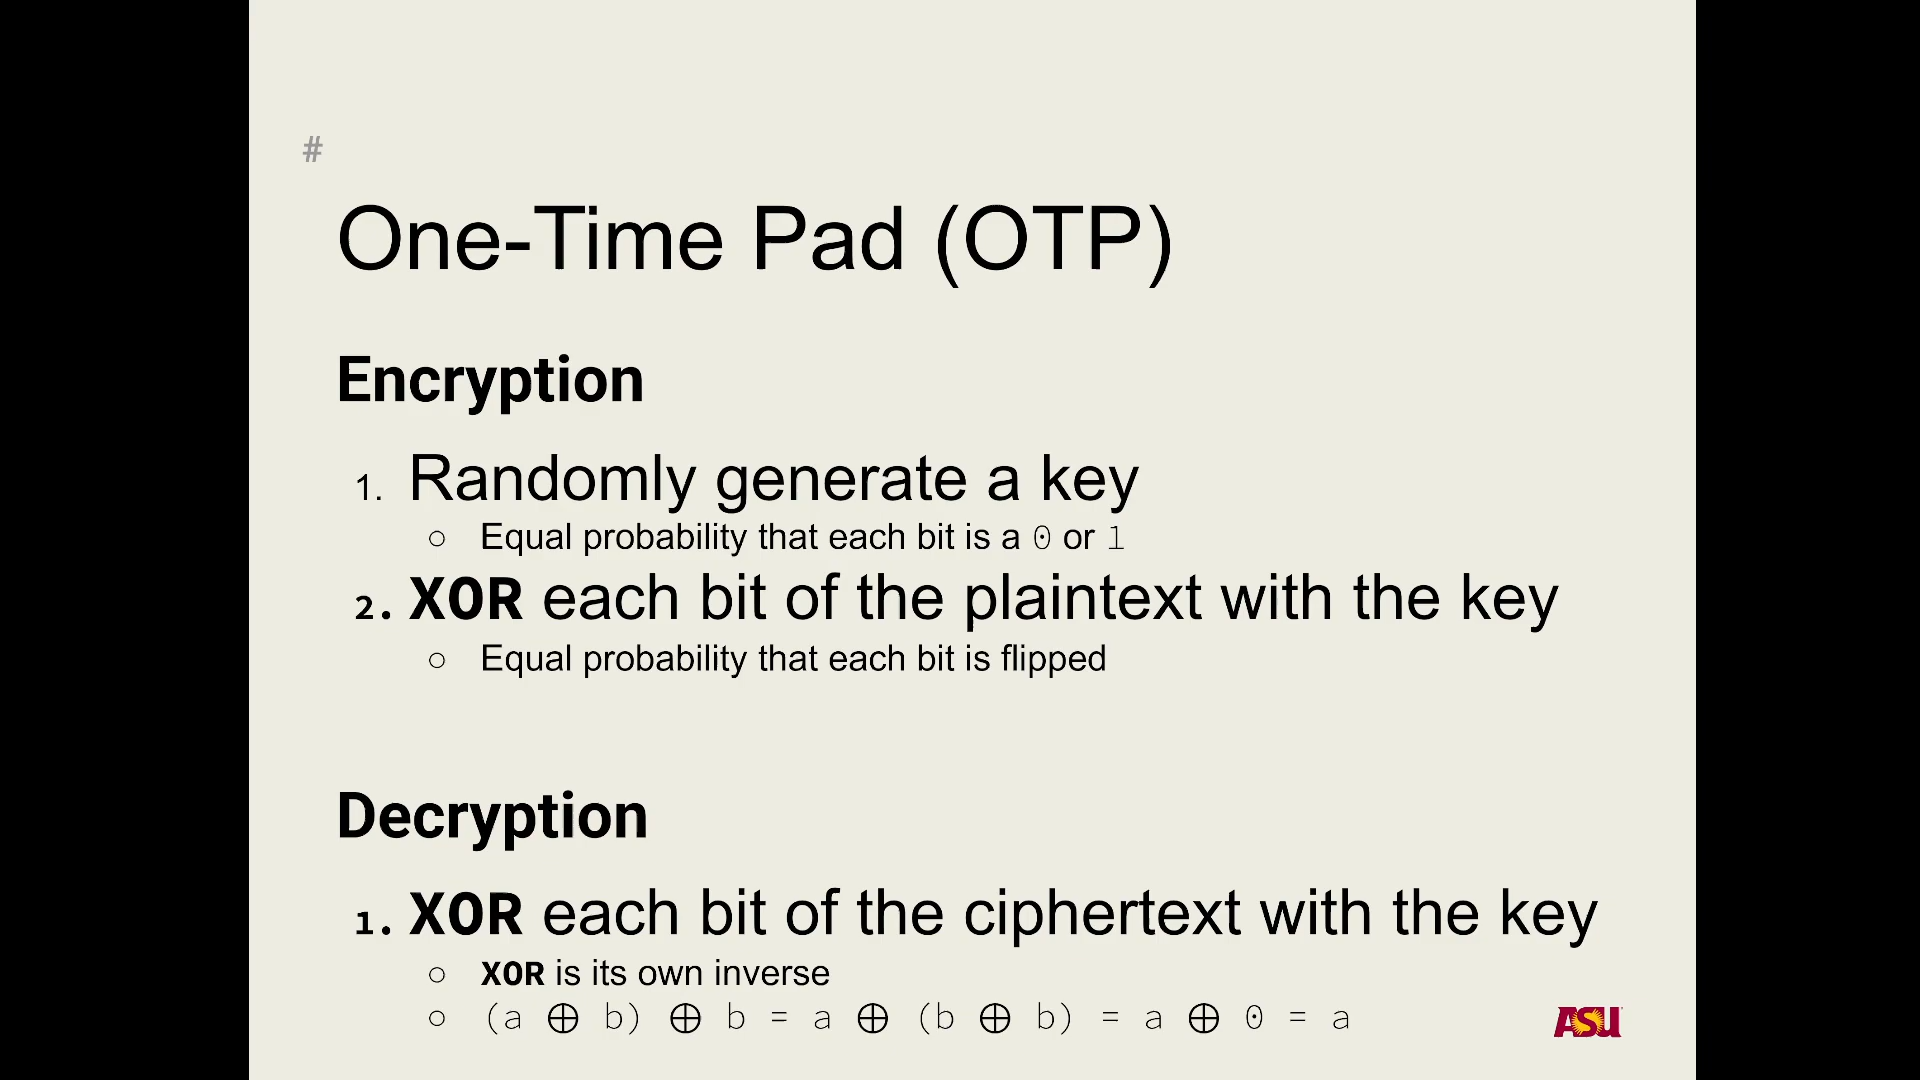 #
One-Time Pad (OTP)
Encryption
1. Randomly generate a key
○ Equal probability that each bit is a 0 or 1
2. XOR each bit of the plaintext with the key
○ Equal probability that each bit is flipped
Decryption
1. XOR each bit of the ciphertext with the key
○ XOR is its own inverse
○ (a ⊕ b) ⊕ b = a ⊕ (b ⊕ b) = a ⊕ 0 = a
ASU